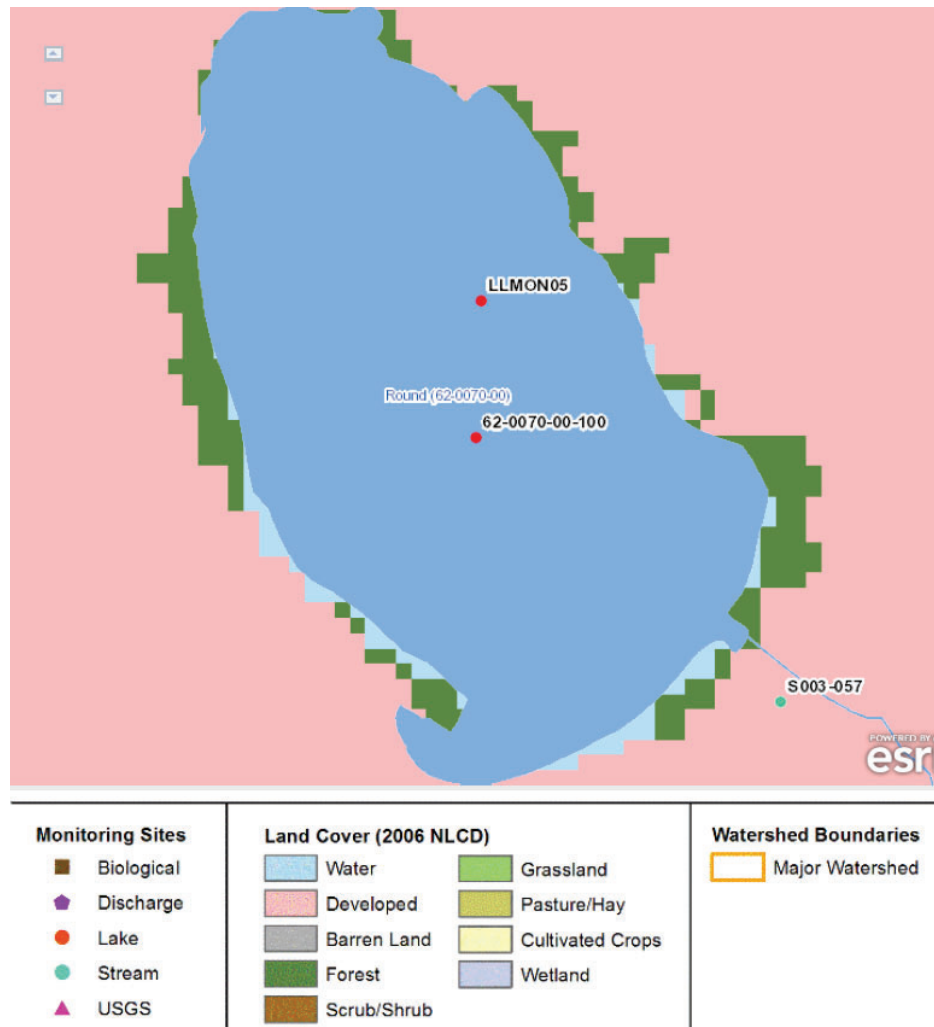 LLMON05
Round (62-0070-00)
62-0070-00-100
S003-057
POWERED BY
esri
Monitoring Sites
Biological
Discharge
Lake
Stream
USGS
Land Cover (2006 NLCD)
Water
Developed
Barren Land
Forest
Scrub/Shrub
Grassland
Pasture/Hay
Cultivated Crops
Wetland
Watershed Boundaries
Major Watershed